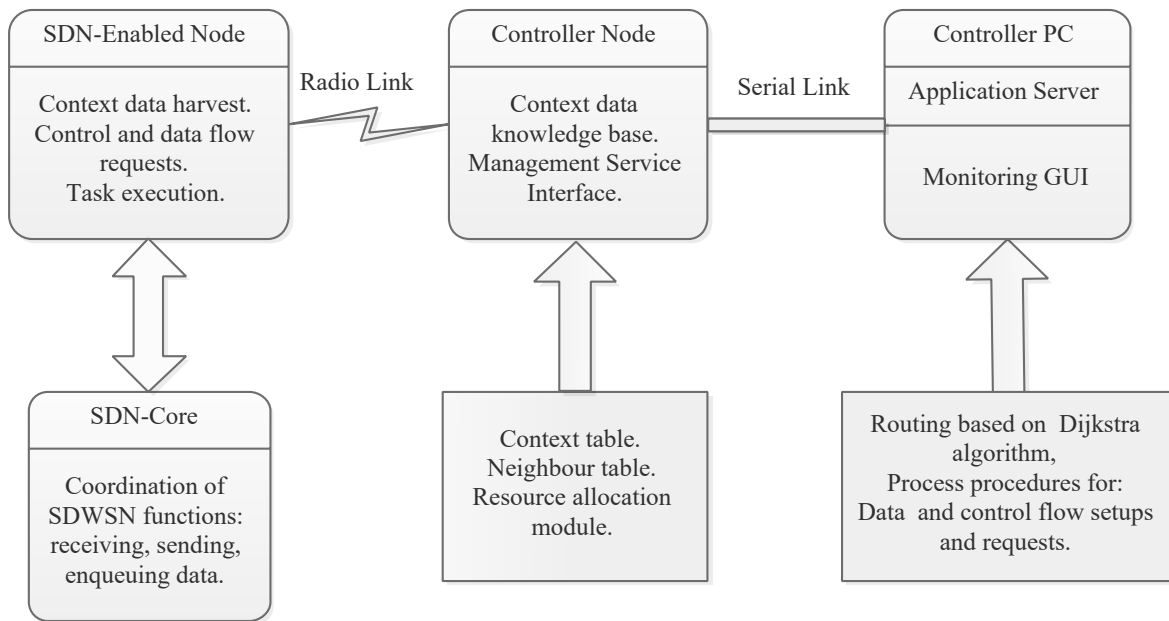 SDN-Enabled Node
Context data harvest.
Control and data flow
requests.
Task execution.
Radio Link
Controller Node
Context data
knowledge base.
Management Service
Interface.
Serial Link
Controller PC
Application Server
Monitoring GUI
SDN-Core
Coordination of
SDWSN functions:
receiving, sending,
enqueuing data.
Context table.
Neighbour table.
Resource allocation
module.
Routing based on Dijkstra
algorithm,
Process procedures for:
Data and control flow setups
and requests.